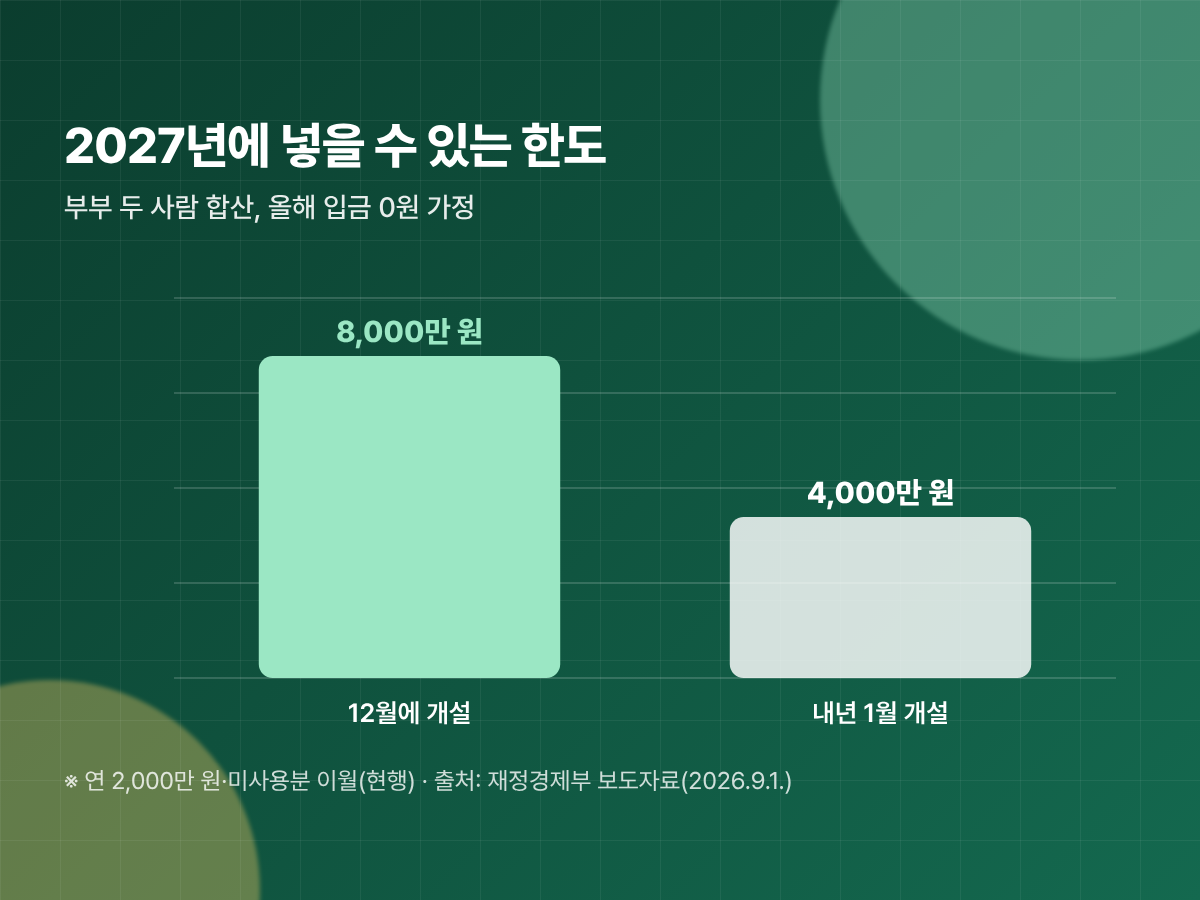 2027년에 넣을 수 있는 한도
부부 두 사람 합산, 올해 입금 0원 가정
8,000만 원
4,000만 원
12월에 개설
내년 1월 개설
※ 연 2,000만 원·미사용분 이월(현행) · 출처: 재정경제부 보도자료(2026.9.1.)